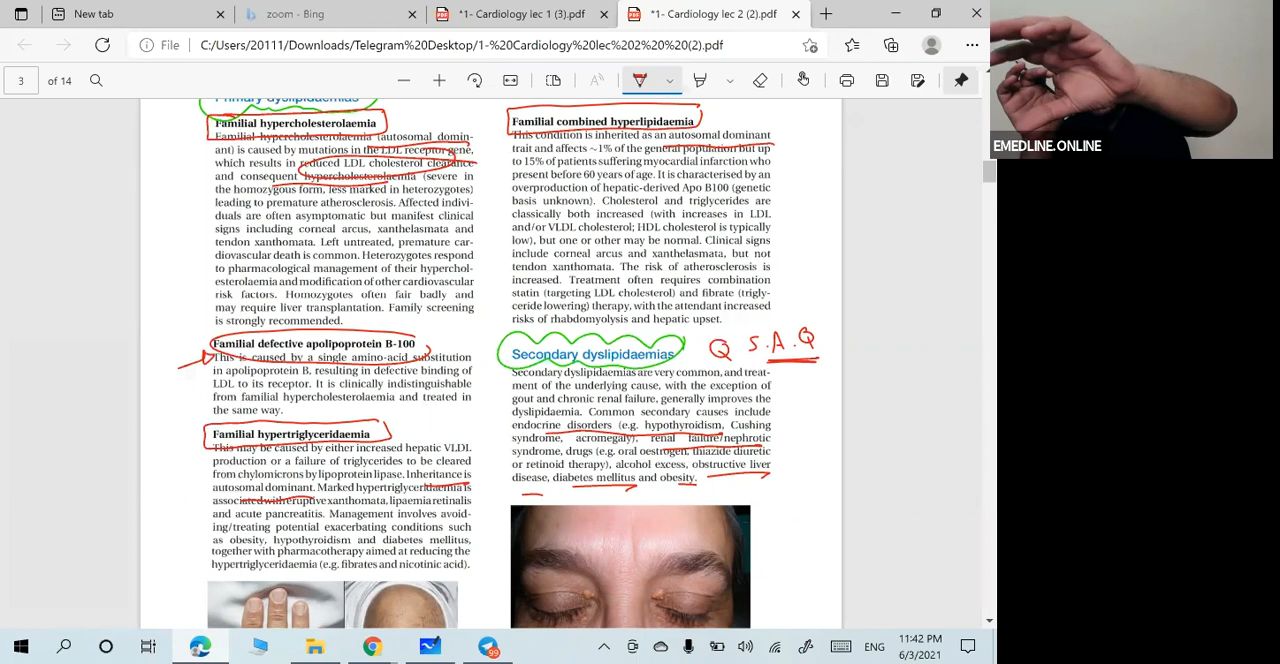 New tab
zoom - Bing
*1- Cardiology lec 1 (3).pdf
*1- Cardiology lec 2 (2).pdf
File
C:/Users/20111/Downloads/Telegram%20Desktop/1-%20Cardiology%20lec%202%20%20(2).pdf
3 of 14
EMEDLINE.ONLINE
Primary dyslipidaemias
Familial hypercholesterolaemia
Familial hypercholesterolaemia (autosomal domin-
ant) is caused by mutations in the LDL receptor gene,
which results in reduced LDL cholesterol clearance
and consequent hypercholesterolaemia (severe in
the homozygous form, less marked in heterozygotes)
leading to premature atherosclerosis. Affected indivi-
duals are often asymptomatic but manifest clinical
signs including corneal arcus, xanthelasmata and
tendon xanthomata. Left untreated, premature car-
diovascular death is common. Heterozygotes respond
to pharmacological management of their hyperchol-
esterolaemia and modification of other cardiovascular
risk factors. Homozygotes often fair badly and
may require liver transplantation. Family screening
is strongly recommended.
Familial defective apolipoprotein B-100
This is caused by a single amino-acid substitution
in apolipoprotein B, resulting in defective binding of
LDL to its receptor. It is clinically indistinguishable
from familial hypercholesterolaemia and treated in
the same way.
Familial hypertriglyceridaemia
This may be caused by either increased hepatic VLDL
production or a failure of triglycerides to be cleared
from chylomicrons by lipoprotein lipase. Inheritance is
autosomal dominant. Marked hypertriglyceridaemia is
associated with eruptive xanthomata, lipaemia retinalis
and acute pancreatitis. Management involves avoid-
ing/treating potential exacerbating conditions such
as obesity, hypothyroidism and diabetes mellitus,
together with pharmacotherapy aimed at reducing the
hypertriglyceridaemia (e.g. fibrates and nicotinic acid).
Familial combined hyperlipidaemia
This condition is inherited as an autosomal dominant
trait and affects ~1% of the general population but up
to 15% of patients suffering myocardial infarction who
present before 60 years of age. It is characterised by an
overproduction of hepatic-derived Apo B100 (genetic
basis unknown). Cholesterol and triglycerides are
classically both increased (with increases in LDL
and/or VLDL cholesterol; HDL cholesterol is typically
low), but one or other may be normal. Clinical signs
include corneal arcus and xanthelasmata, but not
tendon xanthomata. The risk of atherosclerosis is
increased. Treatment often requires combination
statin (targeting LDL cholesterol) and fibrate (trigly-
ceride lowering) therapy, with the attendant increased
risks of rhabdomyolysis and hepatic upset.
Secondary dyslipidaemias Q S.A.Q
Secondary dyslipidaemias are very common, and treat-
ment of the underlying cause, with the exception of
gout and chronic renal failure, generally improves the
dyslipidaemia. Common secondary causes include
endocrine disorders (e.g. hypothyroidism, Cushing
syndrome, acromegaly), renal failure/nephrotic
syndrome, drugs (e.g. oral oestrogen, thiazide diuretic
or retinoid therapy), alcohol excess, obstructive liver
disease, diabetes mellitus and obesity.
99
ENG
11:42 PM
6/3/2021